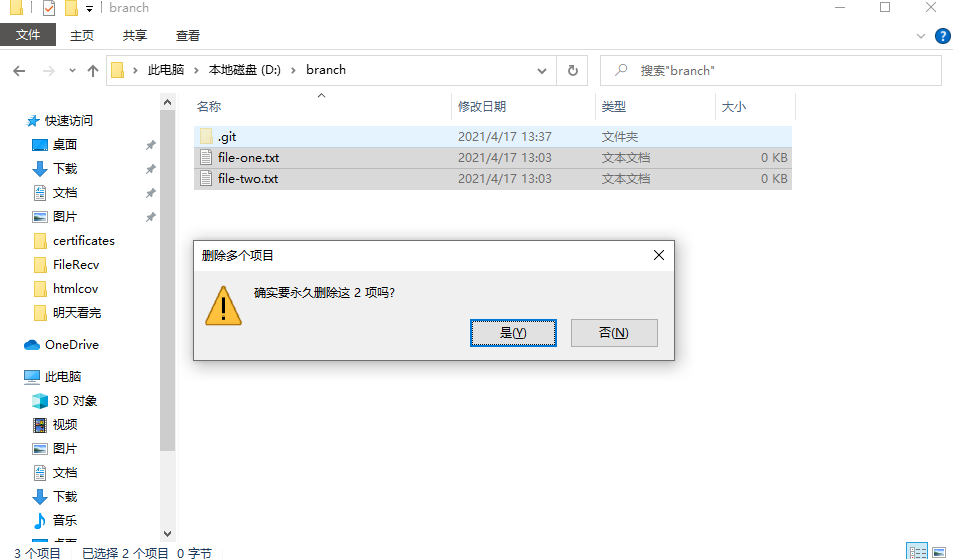 branch
文件 主页 共享 查看
此电脑 › 本地磁盘 (D:) › branch 搜索"branch"
名称 修改日期 类型 大小
快速访问
桌面
下载
文档
图片
certificates
FileRecv
htmlcov
明天看完
OneDrive
此电脑
3D 对象
视频
图片
文档
下载
音乐
桌面
.git 2021/4/17 13:37 文件夹
file-one.txt 2021/4/17 13:03 文本文档 0 KB
file-two.txt 2021/4/17 13:03 文本文档 0 KB
删除多个项目
确实要永久删除这 2 项吗?
是(Y) 否(N)
3 个项目 已选择 2 个项目 0 字节